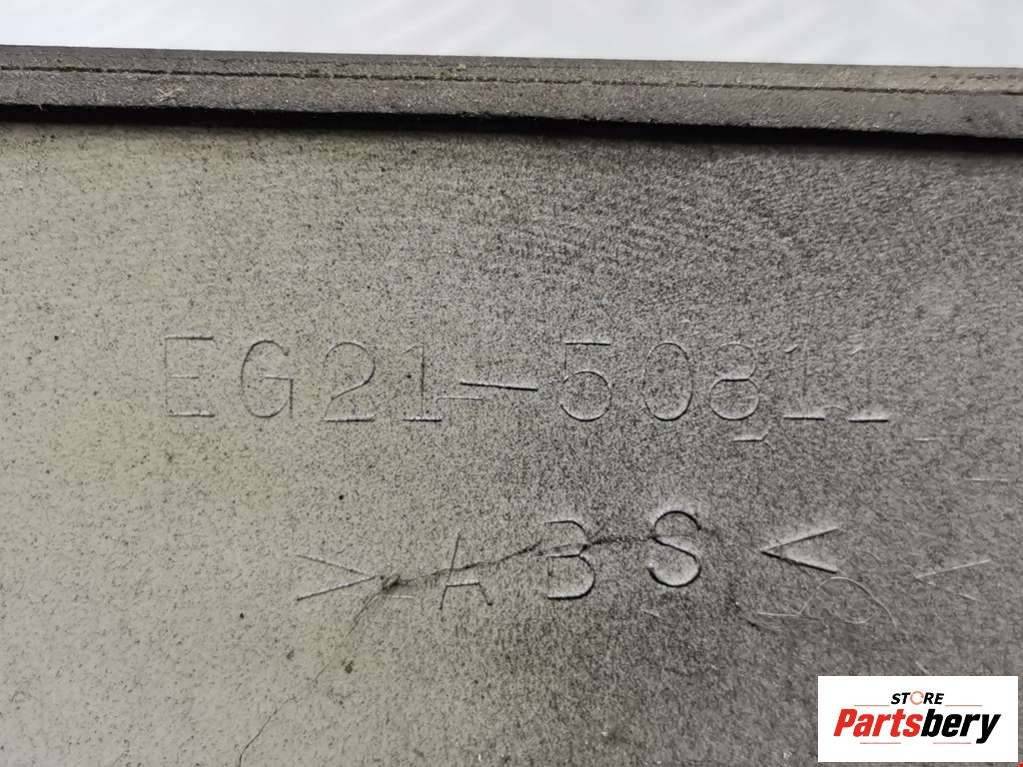 EG21-50811
>ABS<
STORE
Partsbery